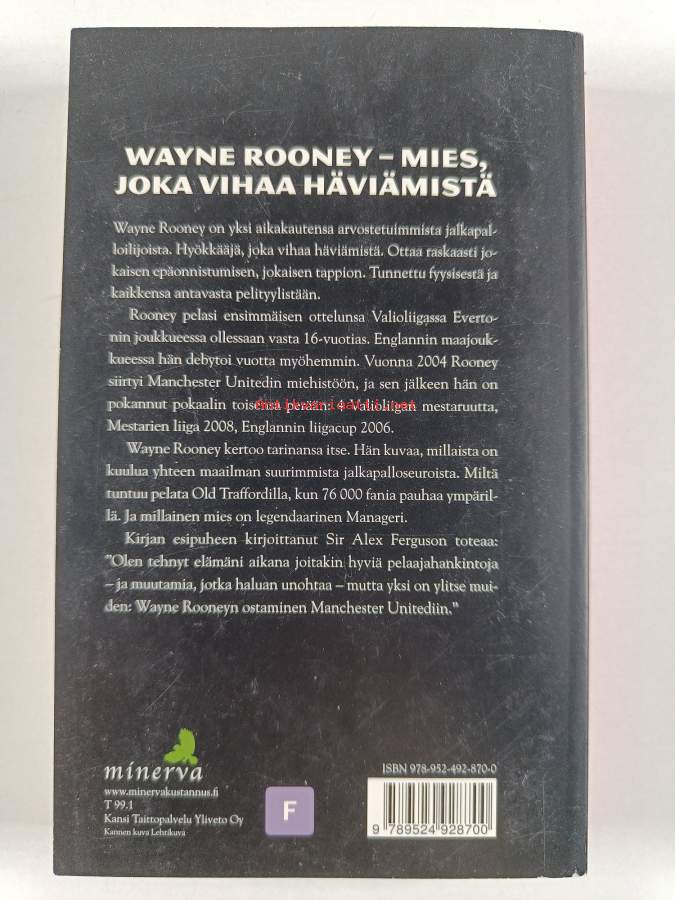 WAYNE ROONEY – MIES,
JOKA VIHAA HÄVIÄMISTÄ
Wayne Rooney on yksi aikakautensa arvostetuimmista jalkapal-
loilijoista. Hyökkääjä, joka vihaa häviämistä. Ottaa raskaasti jo-
kaisen epäonnistumisen, jokaisen tappion. Tunnettu fyysisestä ja
kaikkensa antavasta pelityylistään.
Rooney pelasi ensimmäisen ottelunsa Valioliigassa Everto-
nin joukkueessa ollessaan vasta 16-vuotias. Englannin maajouk-
kueessa hän debytoi vuotta myöhemmin. Vuonna 2004 Rooney
siirtyi Manchester Unitedin miehistöön, ja sen jälkeen hän on
pokannut pokaalin toisensa perään: 4 Valioliigan mestaruutta,
Antikvariaatti.net
Mestarien liiga 2008, Englannin liigacup 2006.
Wayne Rooney kertoo tarinansa itse. Hän kuvaa, millaista on
kuulua yhteen maailman suurimmista jalkapalloseuroista. Miltä
tuntuu pelata Old Traffordilla, kun 76 000 fania pauhaa ympäril-
lä. Ja millainen mies on legendaarinen Manageri.
Kirjan esipuheen kirjoittanut Sir Alex Ferguson toteaa:
”Olen tehnyt elämäni aikana joitakin hyviä pelaajahankintoja
– ja muutamia, jotka haluan unohtaa – mutta yksi on ylitse mui-
den: Wayne Rooneyn ostaminen Manchester Unitediin.”
minerva
www.minervakustannus.fi
T 99.1
Kansi Taittopalvelu Yliveto Oy
Kannen kuva Lehtikuva
F
ISBN 978-952-492-870-0
9 789524 928700